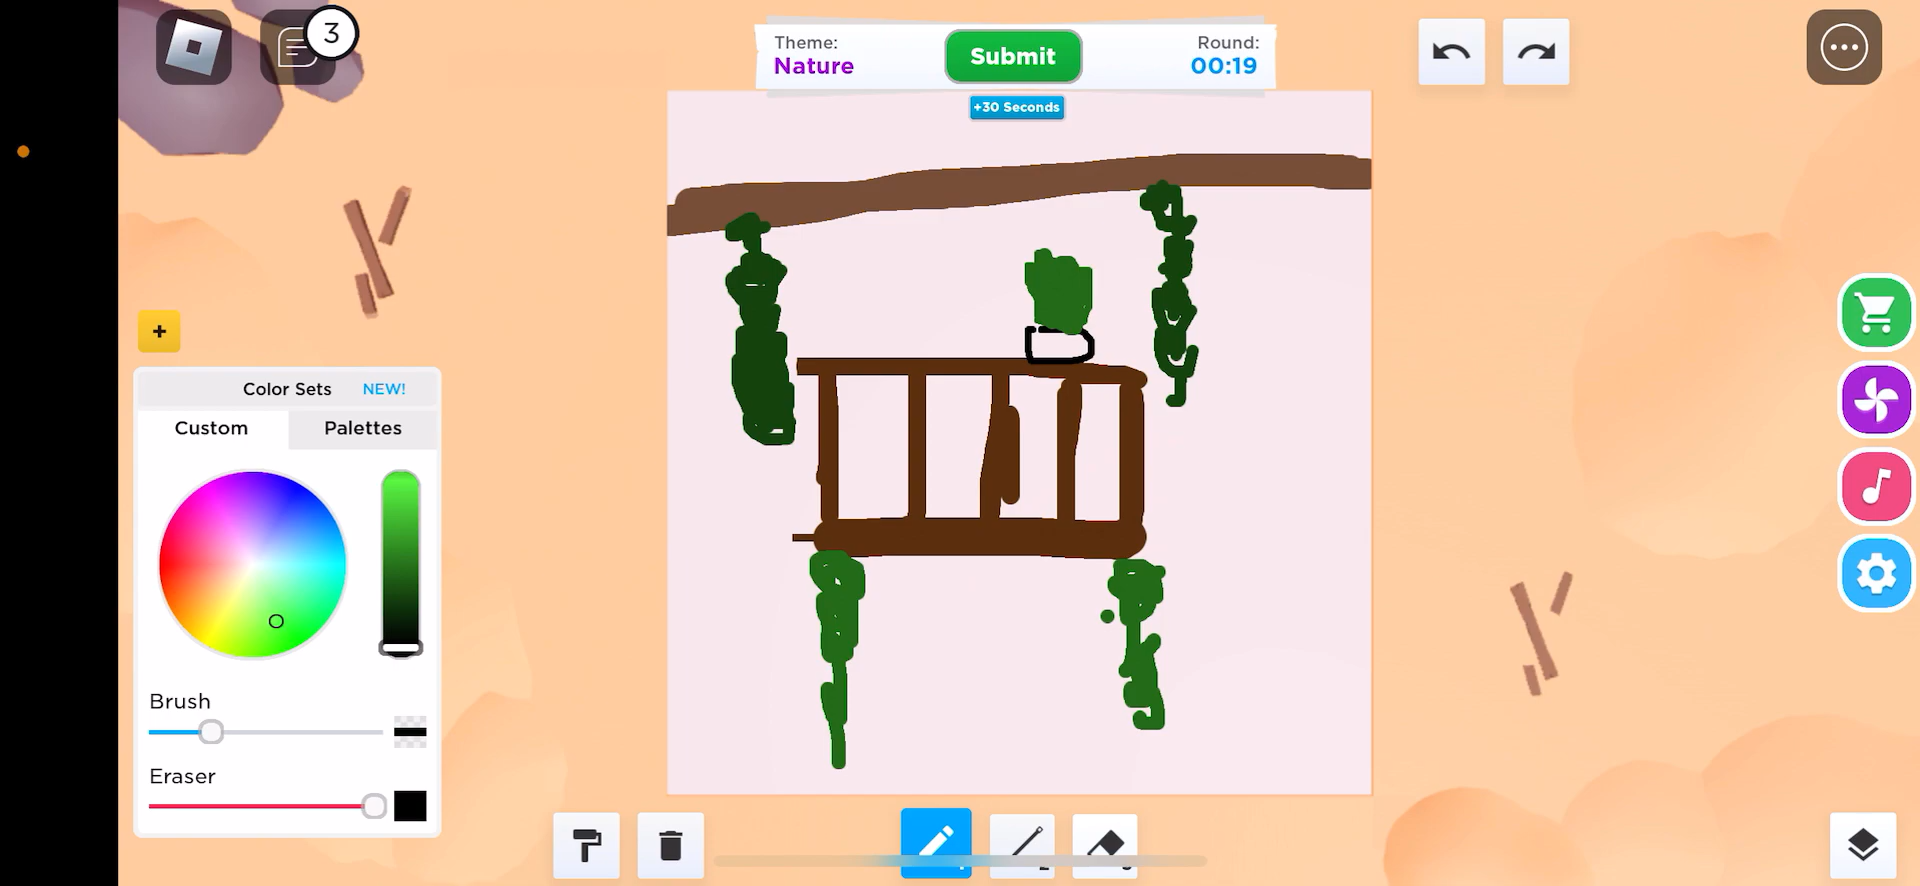 3
Theme:
Nature
Submit
Round:
00:19
+30 Seconds
+
Color Sets NEW!
Custom Palettes
Brush
Eraser